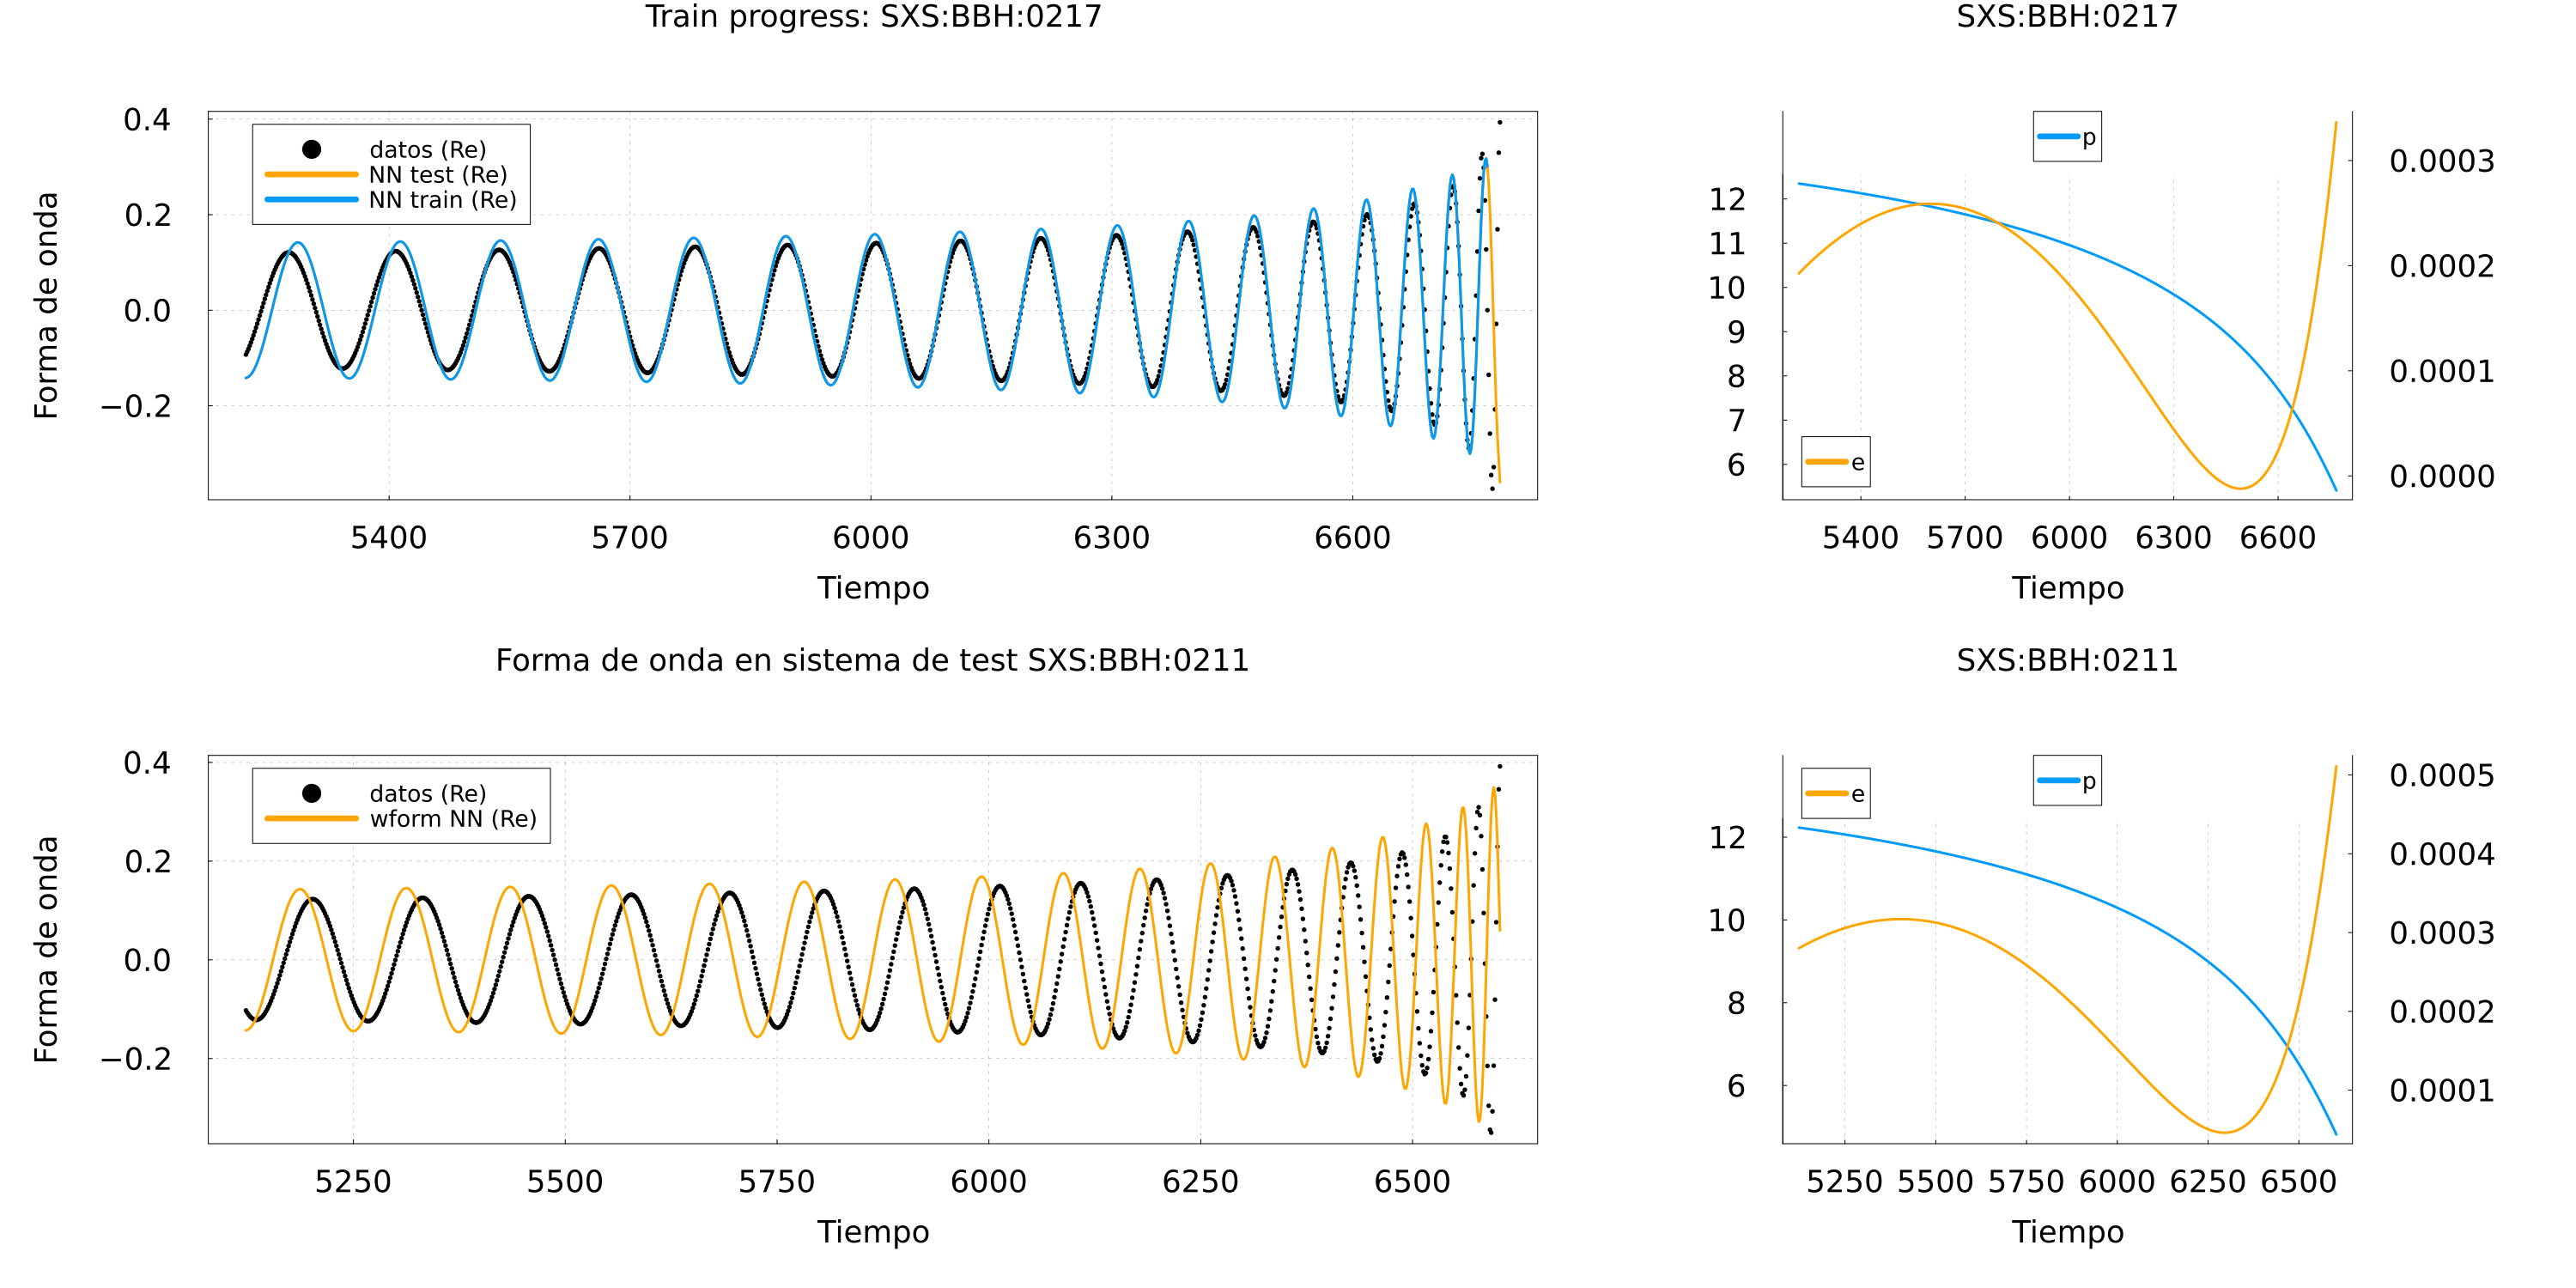 Train progress: SXS:BBH:0217
Forma de onda
0.4
0.2
0.0
−0.2
datos (Re)
NN test (Re)
NN train (Re)
5400 5700 6000 6300 6600
Tiempo
SXS:BBH:0217
12
11
10
9
8
7
6
p
e
0.0003
0.0002
0.0001
0.0000
5400 5700 6000 6300 6600
Tiempo
Forma de onda en sistema de test SXS:BBH:0211
Forma de onda
0.4
0.2
0.0
−0.2
datos (Re)
wform NN (Re)
5250 5500 5750 6000 6250 6500
Tiempo
SXS:BBH:0211
12
10
8
6
e
p
0.0005
0.0004
0.0003
0.0002
0.0001
5250 5500 5750 6000 6250 6500
Tiempo